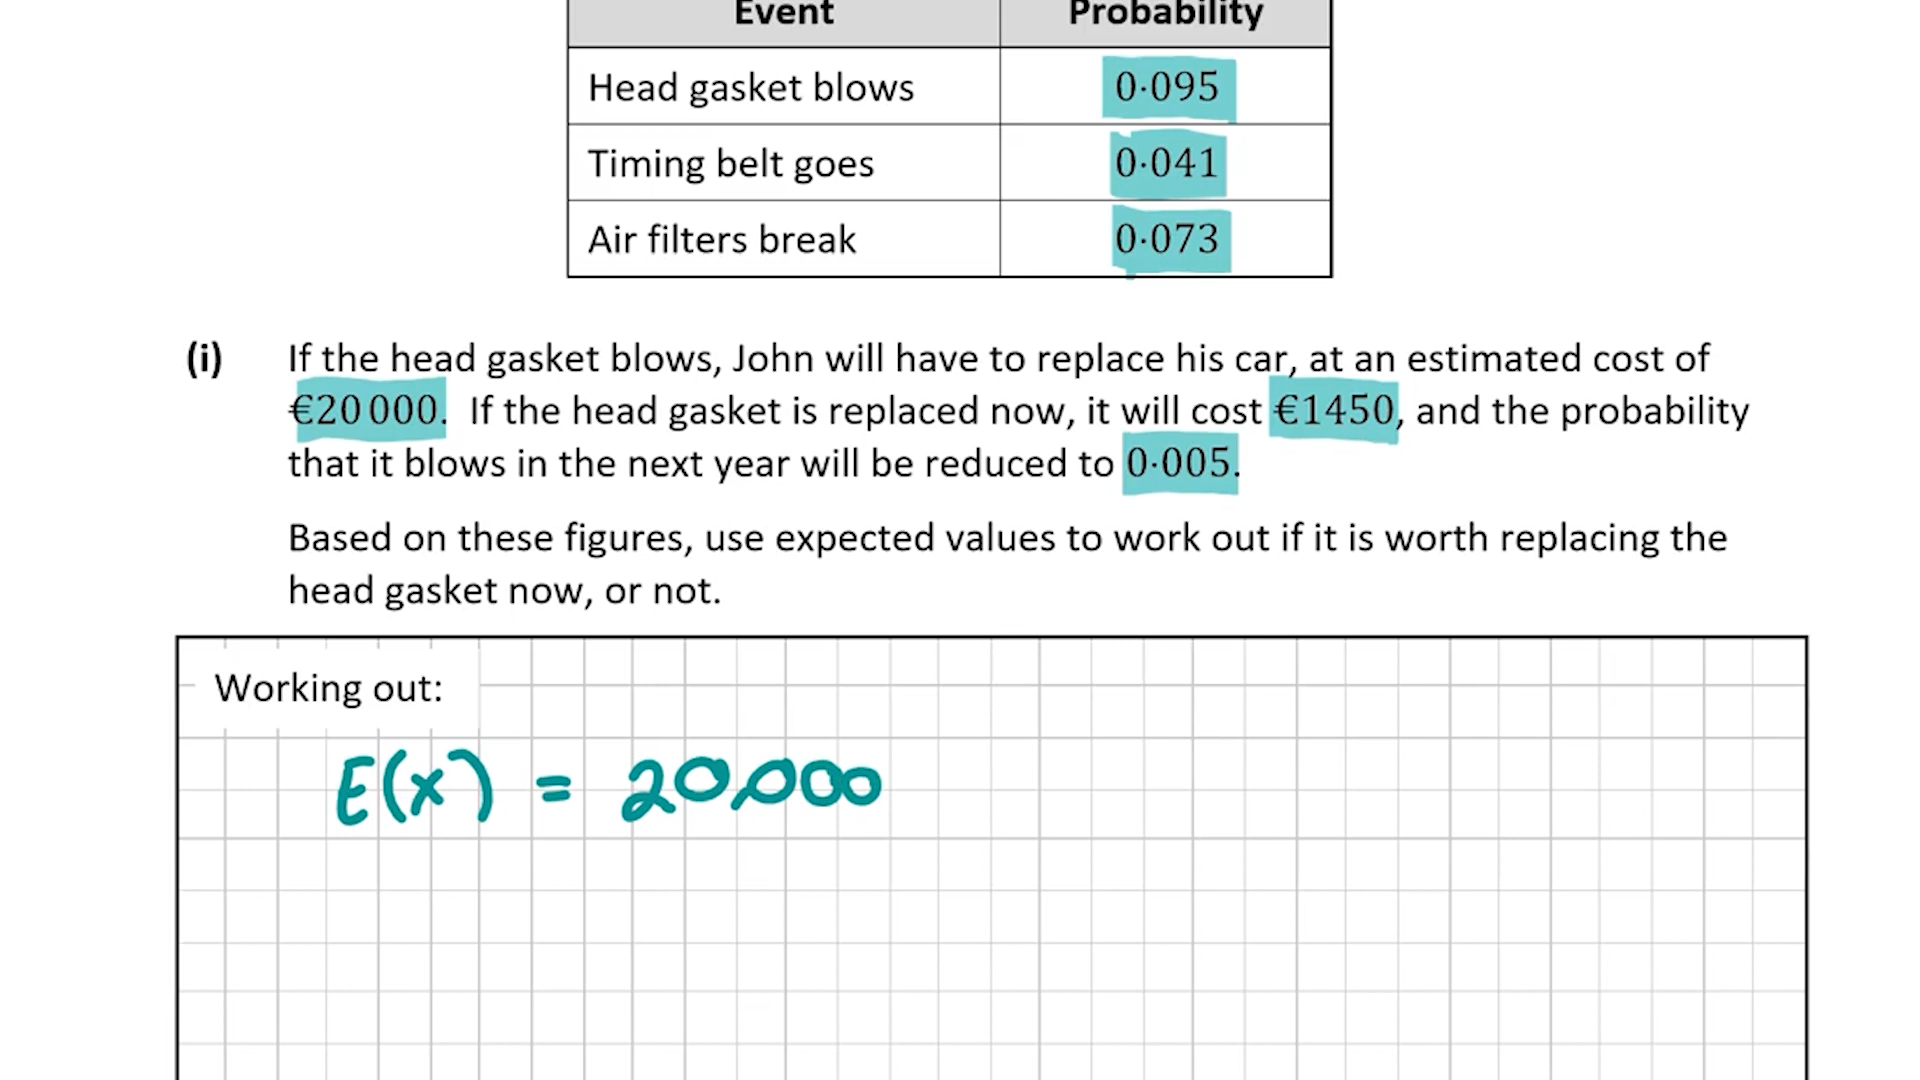 Event Probability
Head gasket blows 0·095
Timing belt goes 0·041
Air filters break 0·073
(i) If the head gasket blows, John will have to replace his car, at an estimated cost of
€20 000. If the head gasket is replaced now, it will cost €1450, and the probability
that it blows in the next year will be reduced to 0·005.
Based on these figures, use expected values to work out if it is worth replacing the
head gasket now, or not.
Working out:
E(x) = 20,000